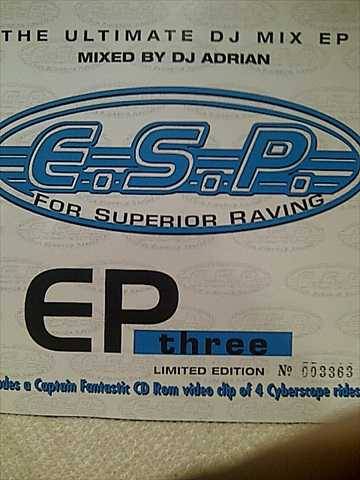 THE ULTIMATE DJ MIX EP
MIXED BY DJ ADRIAN
E.S.P.
FOR SUPERIOR RAVING
EP
three
LIMITED EDITION Nº 003363
a Captain Fantastic CD Rom video clip of 4 Cyberscape rides